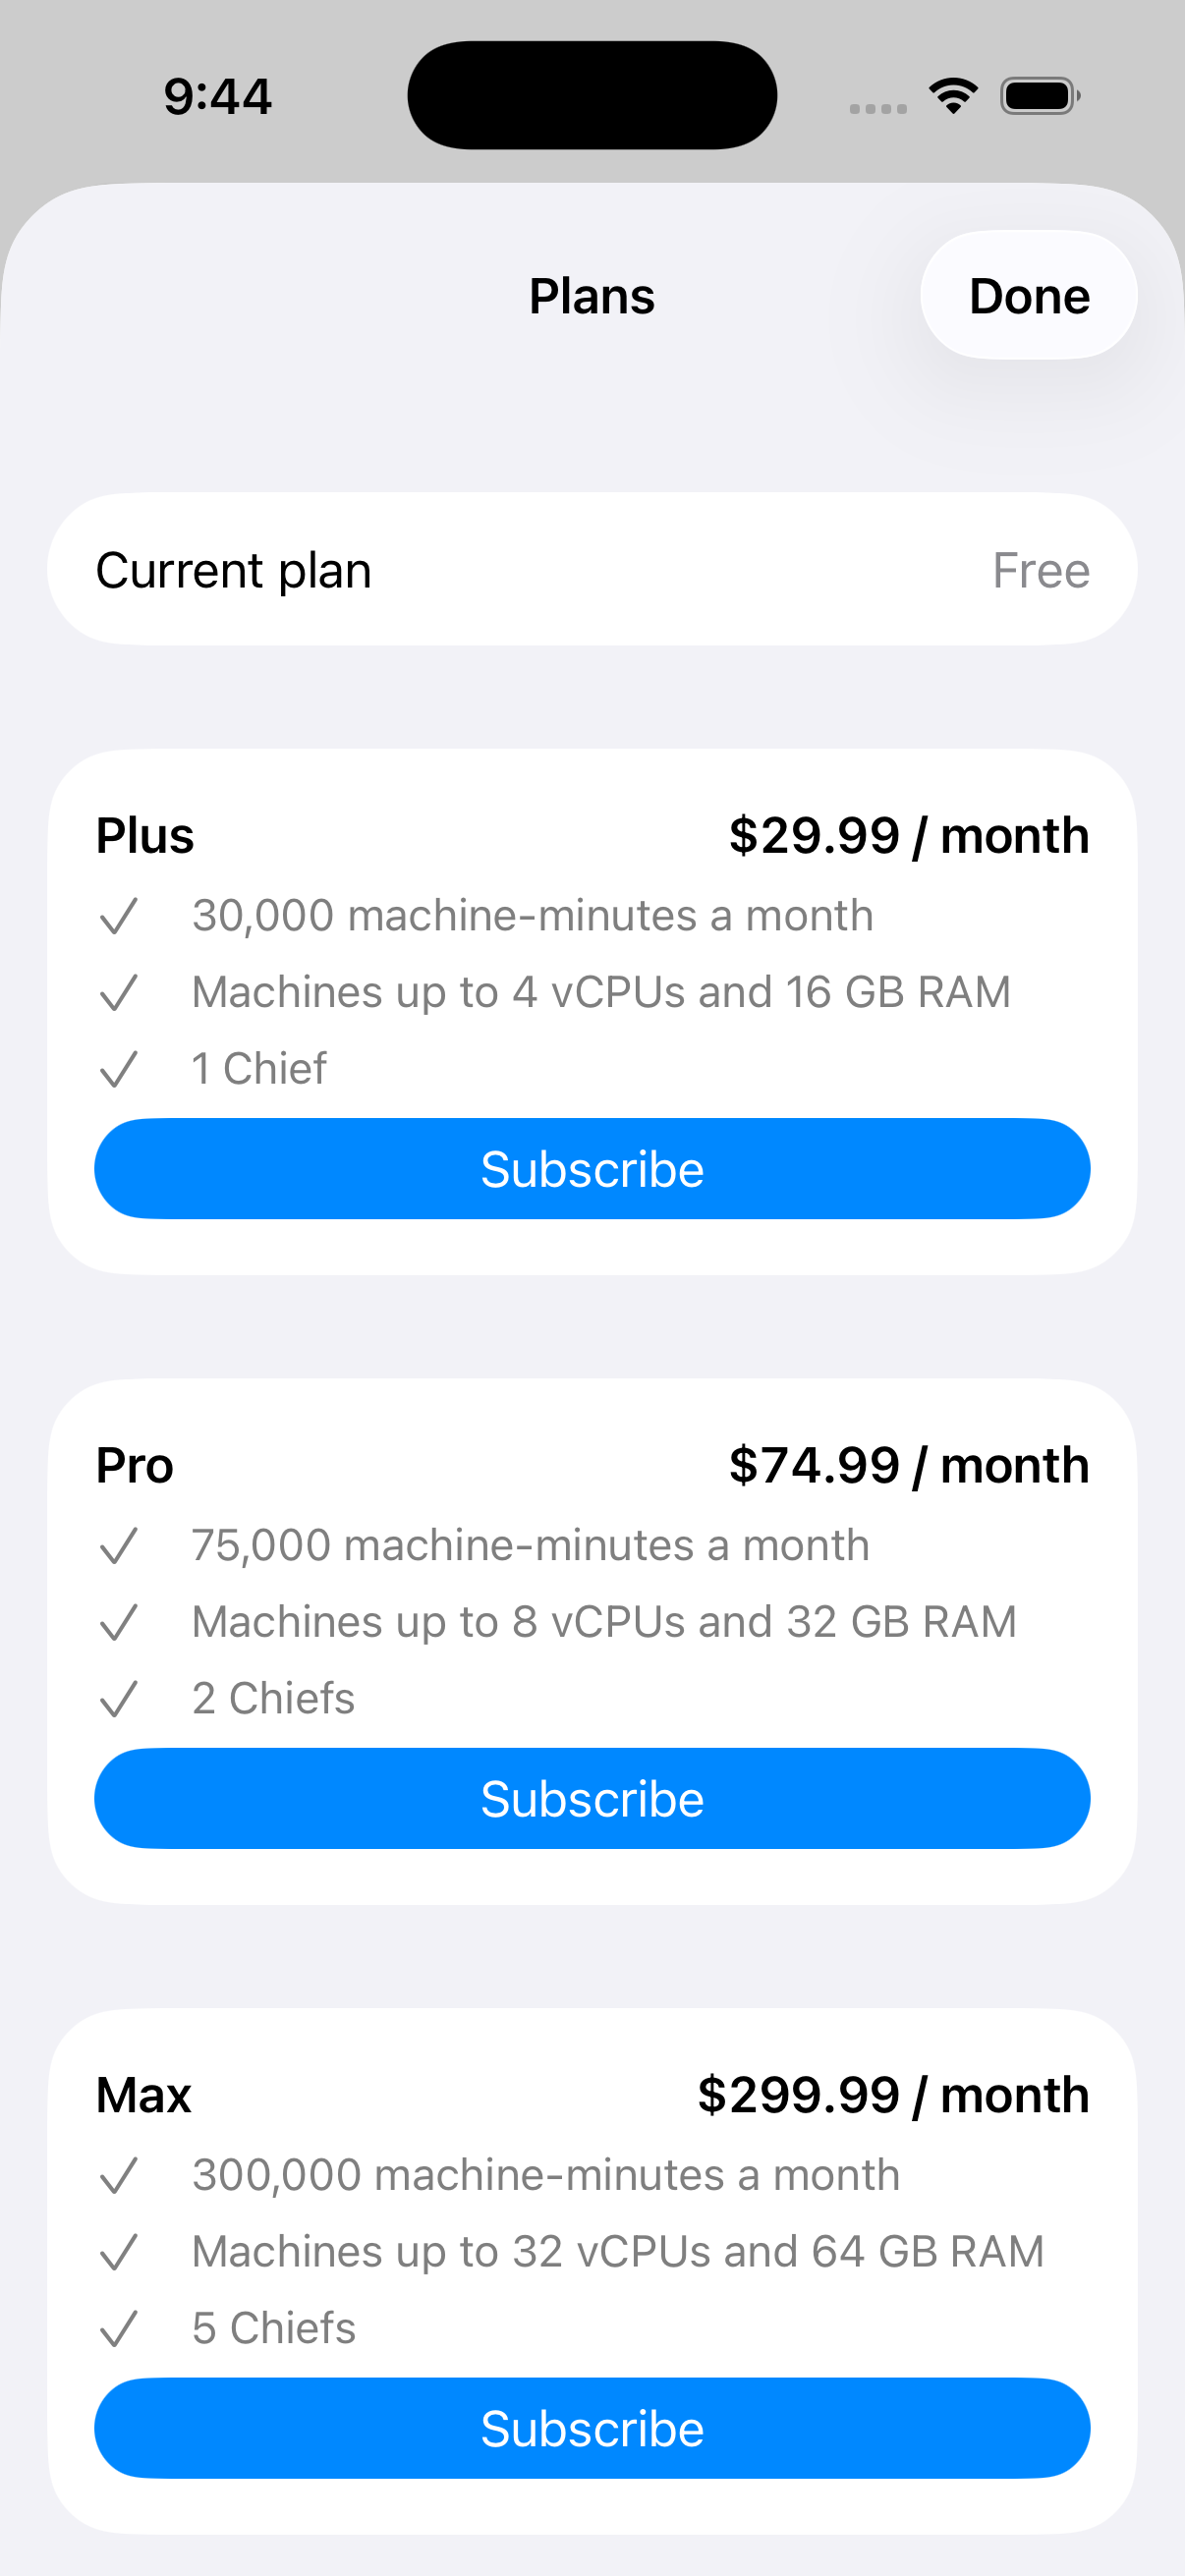 9:44
Plans
Done
Current plan
Free
Plus
$29.99 / month
30,000 machine-minutes a month
Machines up to 4 vCPUs and 16 GB RAM
1 Chief
Subscribe
Pro
$74.99 / month
75,000 machine-minutes a month
Machines up to 8 vCPUs and 32 GB RAM
2 Chiefs
Subscribe
Max
$299.99 / month
300,000 machine-minutes a month
Machines up to 32 vCPUs and 64 GB RAM
5 Chiefs
Subscribe